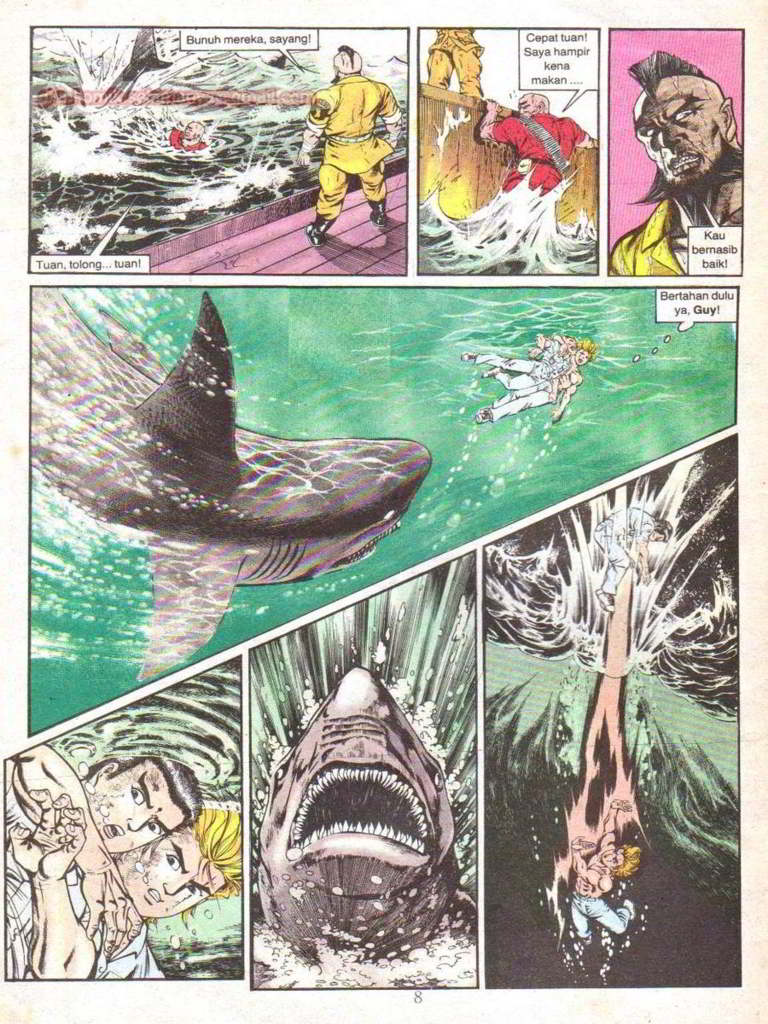 Bunuh mereka, sayang!
Tuan, tolong... tuan!
Cepat tuan!
Saya hampir
kena
makan ....
Kau
bernasib
baik!
Bertahan dulu
ya, Guy!
8